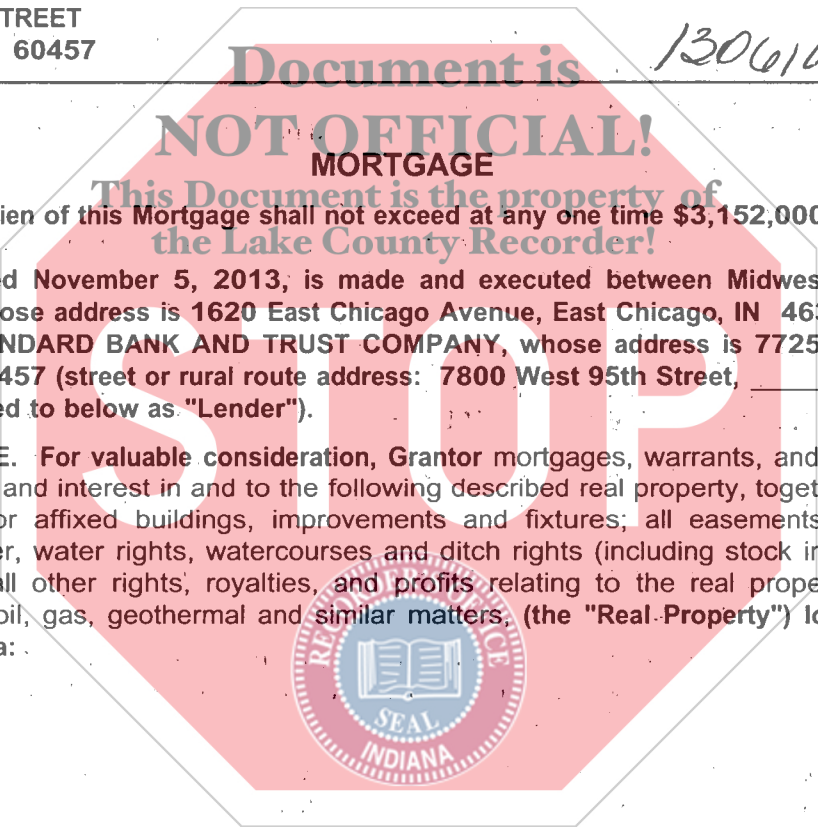 TREET
60457
Document is
NOT OFFICIAL!
MORTGAGE
This Document is the property of
ien of this Mortgage shall not exceed at any one time $3,152,000
the Lake County Recorder!
d November 5, 2013, is made and executed between Midwes
ose address is 1620 East Chicago Avenue, East Chicago, IN 463
NDARD BANK AND TRUST COMPANY, whose address is 7725
457 (street or rural route address: 7800 West 95th Street, ______
ed to below as "Lender").
STOP
E. For valuable consideration, Grantor mortgages, warrants, and
and interest in and to the following described real property, toget
or affixed buildings, improvements and fixtures; all easements
er, water rights, watercourses and ditch rights (including stock in
all other rights, royalties, and profits relating to the real prope
oil, gas, geothermal and similar matters, (the "Real Property") lo
a:
RECORDER'S OFFICE
SEAL
INDIANA